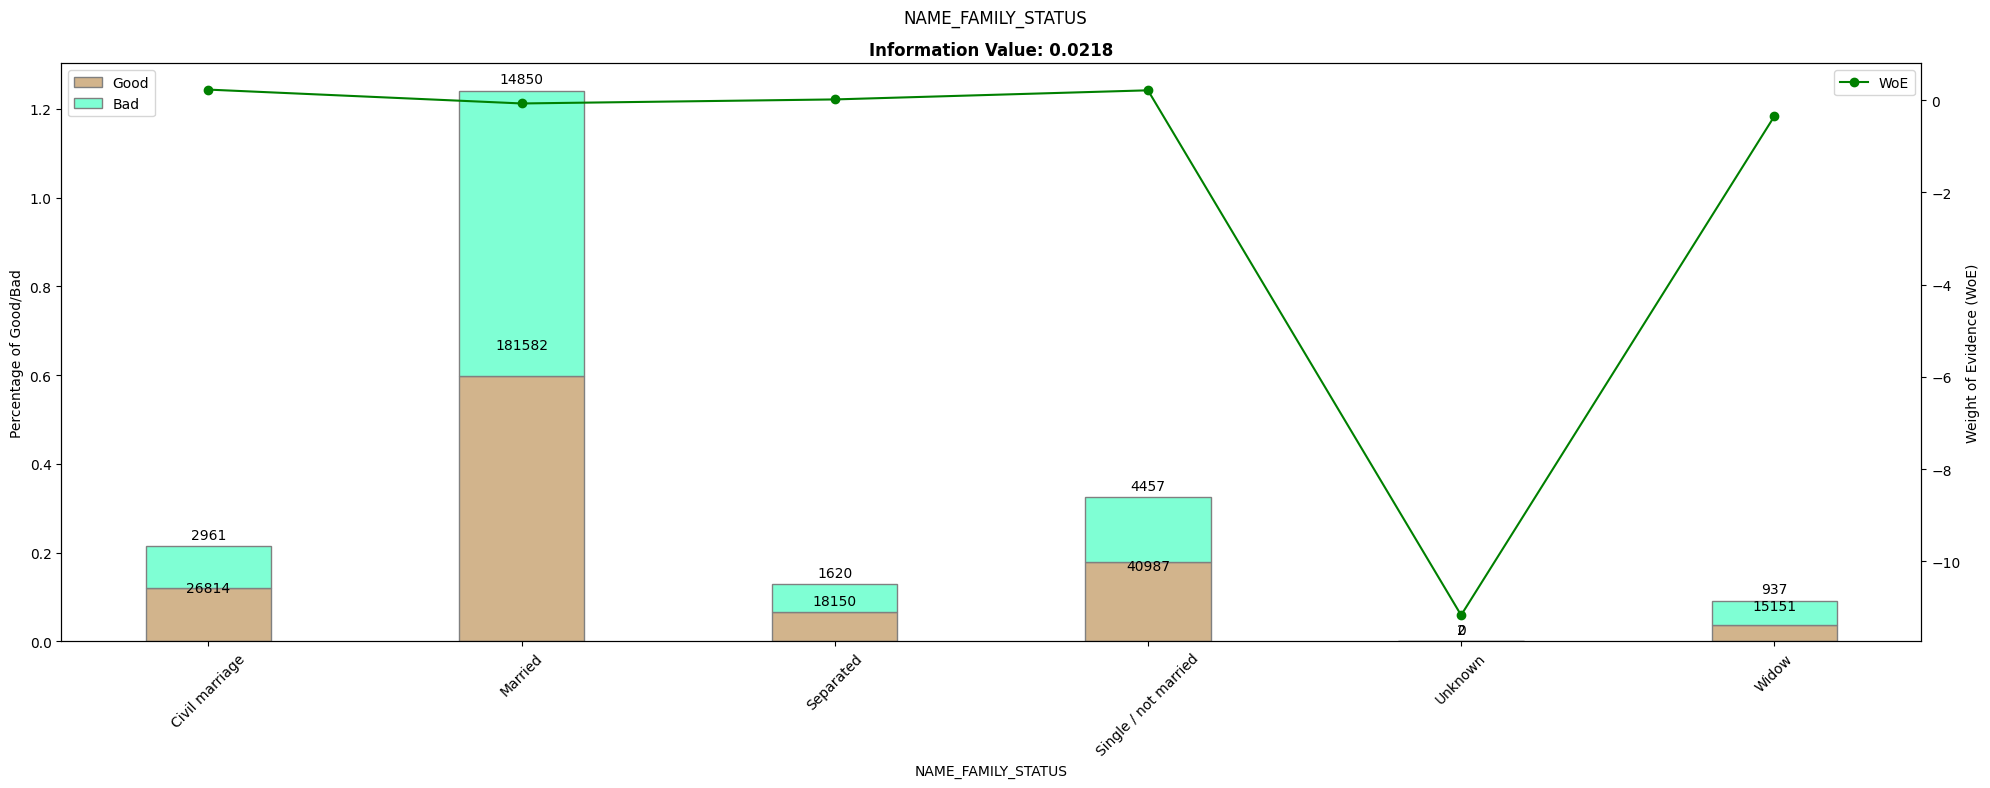 NAME_FAMILY_STATUS
Information Value: 0.0218
Good
Bad
WoE
Percentage of Good/Bad
1.2
1.0
0.8
0.6
0.4
0.2
0.0
14850
181582
2961
26814
1620
18150
4457
40987
2
0
937
15151
0
−2
−4
−6
−8
−10
Weight of Evidence (WoE)
Civil marriage
Married
Separated
Single / not married
Unknown
Widow
NAME_FAMILY_STATUS